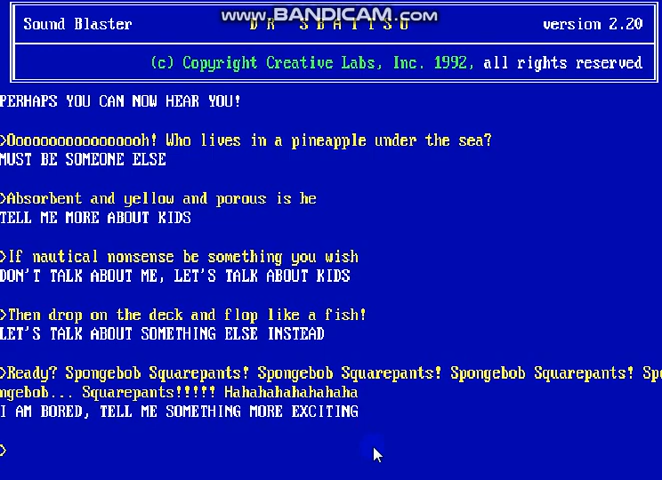 www.BANDICAM.com
Sound Blaster DR SBAITSO version 2.20
(c) Copyright Creative Labs, Inc. 1992, all rights reserved
PERHAPS YOU CAN NOW HEAR YOU!
>Ooooooooooooooooh! Who lives in a pineapple under the sea?
MUST BE SOMEONE ELSE
>Absorbent and yellow and porous is he
TELL ME MORE ABOUT KIDS
>If nautical nonsense be something you wish
DON'T TALK ABOUT ME, LET'S TALK ABOUT KIDS
>Then drop on the deck and flop like a fish!
LET'S TALK ABOUT SOMETHING ELSE INSTEAD
>Ready? Spongebob Squarepants! Spongebob Squarepants! Spongebob Squarepants! Spo
ngebob... Squarepants!!!!! Hahahahahahahaha
I AM BORED, TELL ME SOMETHING MORE EXCITING
>